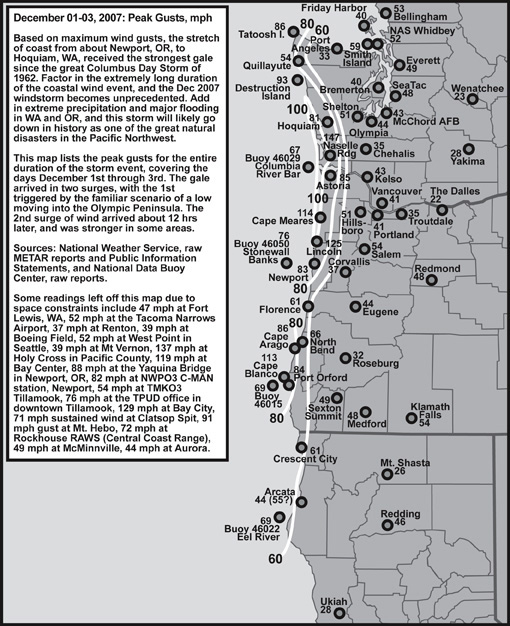 December 01-03, 2007: Peak Gusts, mph
Based on maximum wind gusts, the stretch
of coast from about Newport, OR, to
Hoquiam, WA, received the strongest gale
since the great Columbus Day Storm of
1962. Factor in the extremely long duration
of the coastal wind event, and the Dec 2007
windstorm becomes unprecedented. Add
in extreme precipitation and major flooding
in WA and OR, and this storm will likely go
down in history as one of the great natural
disasters in the Pacific Northwest.
This map lists the peak gusts for the entire
duration of the storm event, covering the
days December 1st through 3rd. The gale
arrived in two surges, with the 1st
triggered by the familiar scenario of a low
moving into the Olympic Peninsula. The
2nd surge of wind arrived about 12 hrs
later, and was stronger in some areas.
Sources: National Weather Service, raw
METAR reports and Public Information
Statements, and National Data Buoy
Center, raw reports.
Some readings left off this map due to
space constraints include 47 mph at Fort
Lewis, WA, 52 mph at the Tacoma Narrows
Airport, 37 mph at Renton, 39 mph at
Boeing Field, 52 mph at West Point in
Seattle, 39 mph at Mt Vernon, 137 mph at
Holy Cross in Pacific County, 119 mph at
Bay Center, 88 mph at the Yaquina Bridge
in Newport, OR, 82 mph at NWPO3 C-MAN
station, Newport, 54 mph at TMKO3
Tillamook, 76 mph at the TPUD office in
downtown Tillamook, 129 mph at Bay City,
71 mph sustained wind at Clatsop Spit, 91
mph gust at Mt. Hebo, 72 mph at
Rockhouse RAWS (Central Coast Range),
49 mph at McMinnville, 44 mph at Aurora.
Friday Harbor
40
53
Bellingham
86
Tatoosh I.
80
60
Port
Angeles
33
59
Smith
Island
NAS Whidbey
52
54
Quillayute
Everett
49
93
Destruction
Island
40
Bremerton
SeaTac
48
Wenatchee
23
100
Shelton
51
43
McChord AFB
81
Hoquiam
44
Olympia
147
Naselle
Rdg
35
Chehalis
28
Yakima
67
Buoy 46029
Columbia
River Bar
85
Astoria
43
Kelso
100
Vancouver
41
The Dalles
22
114
Cape Meares
51
Hills-
boro
41
Portland
35
Troutdale
76
Buoy 46050
Stonewall
Banks
125
Lincoln
54
Salem
83
Newport
Corvallis
37
Redmond
48
80
61
Florence
44
Eugene
80
86
Cape
Arago
66
North
Bend
32
Roseburg
113
Cape
Blanco
84
Port Orford
69
Buoy
46015
49
Sexton
Summit
48
Medford
Klamath
Falls
54
80
61
Crescent City
Mt. Shasta
26
Arcata
44 (55?)
69
Buoy 46022
Eel River
Redding
46
60
Ukiah
28